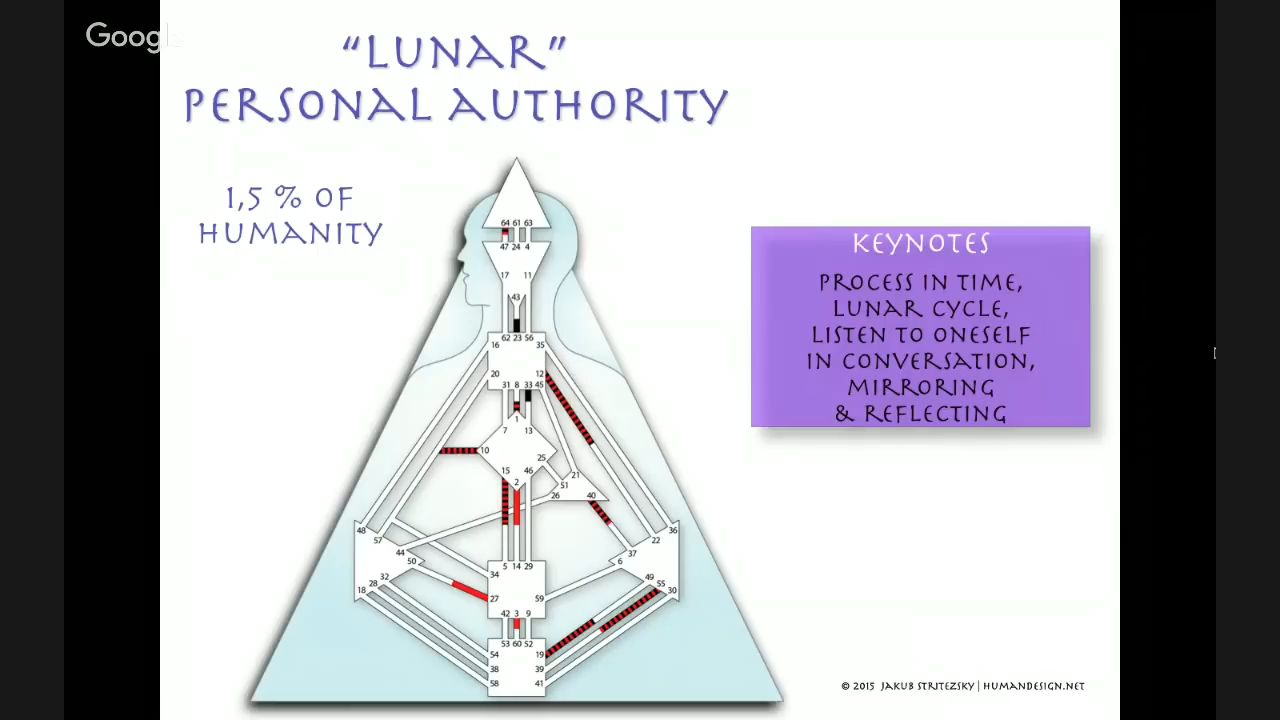 Google
“LUNAR”
PERSONAL AUTHORITY
1,5 % OF
HUMANITY
KEYNOTES
PROCESS IN TIME,
LUNAR CYCLE,
LISTEN TO ONESELF
IN CONVERSATION,
MIRRORING
& REFLECTING
64 61 63
47 24 4
17 11
43
62 23 56
16 35
20 12
31 8 33 45
1
7 13
10
25
15 46
2
21
51
26 40
48 36
57 22
44 37
50 6
5 14 29
34
32 49
28 55
18 30
27 59
42 3 9
53 60 52
54 19
38 39
58 41
© 2015 JAKUB STRITEZSKY | HUMANDESIGN.NET